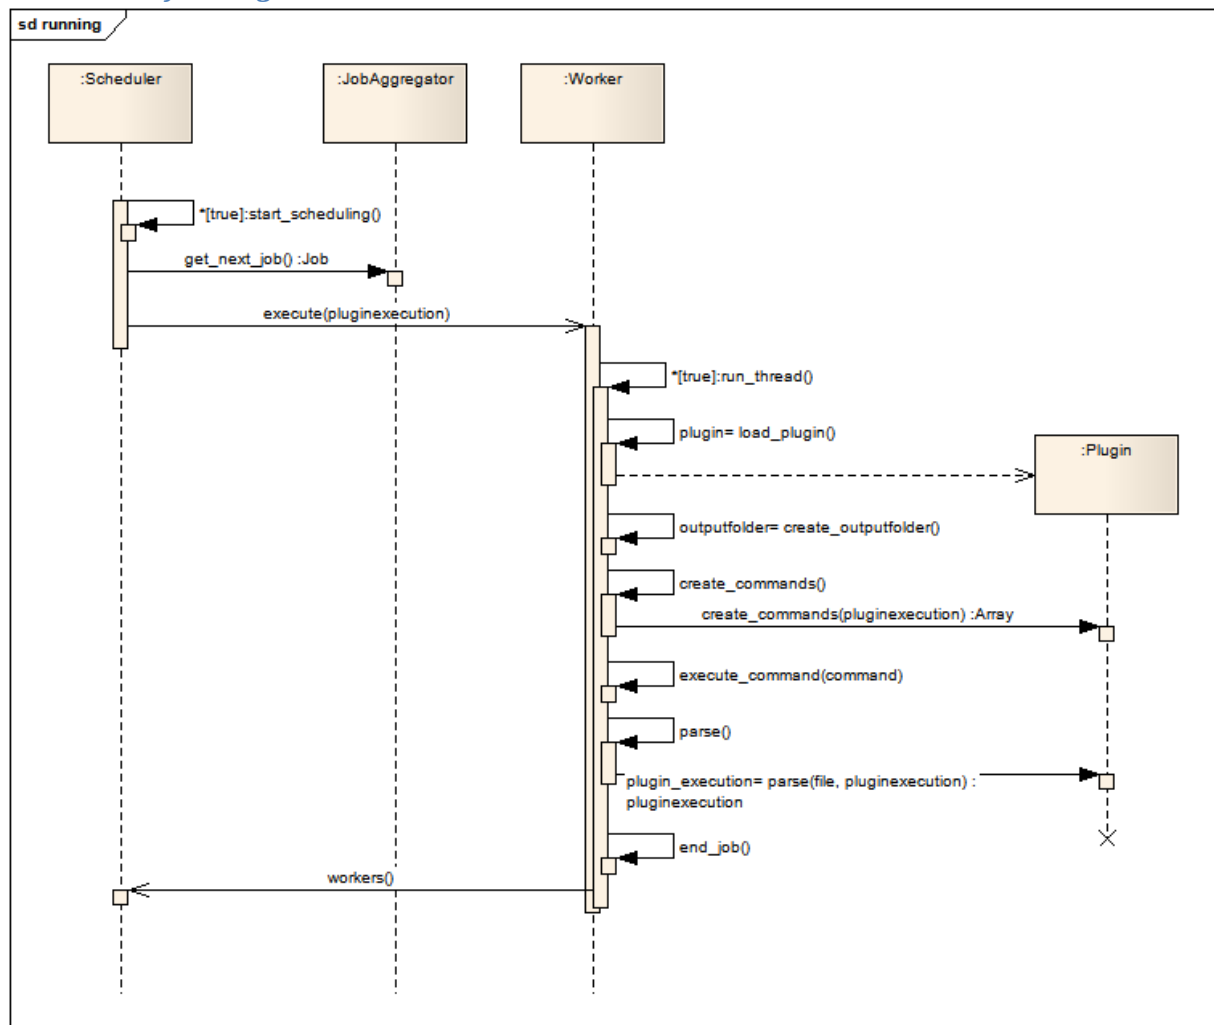 sd running
:Scheduler
:JobAggregator
:Worker
*[true]:start_scheduling()
get_next_job() :Job
execute(pluginexecution)
*[true]:run_thread()
plugin= load_plugin()
:Plugin
outputfolder= create_outputfolder()
create_commands()
create_commands(pluginexecution) :Array
execute_command(command)
parse()
plugin_execution= parse(file, pluginexecution) :
pluginexecution
end_job()
workers()